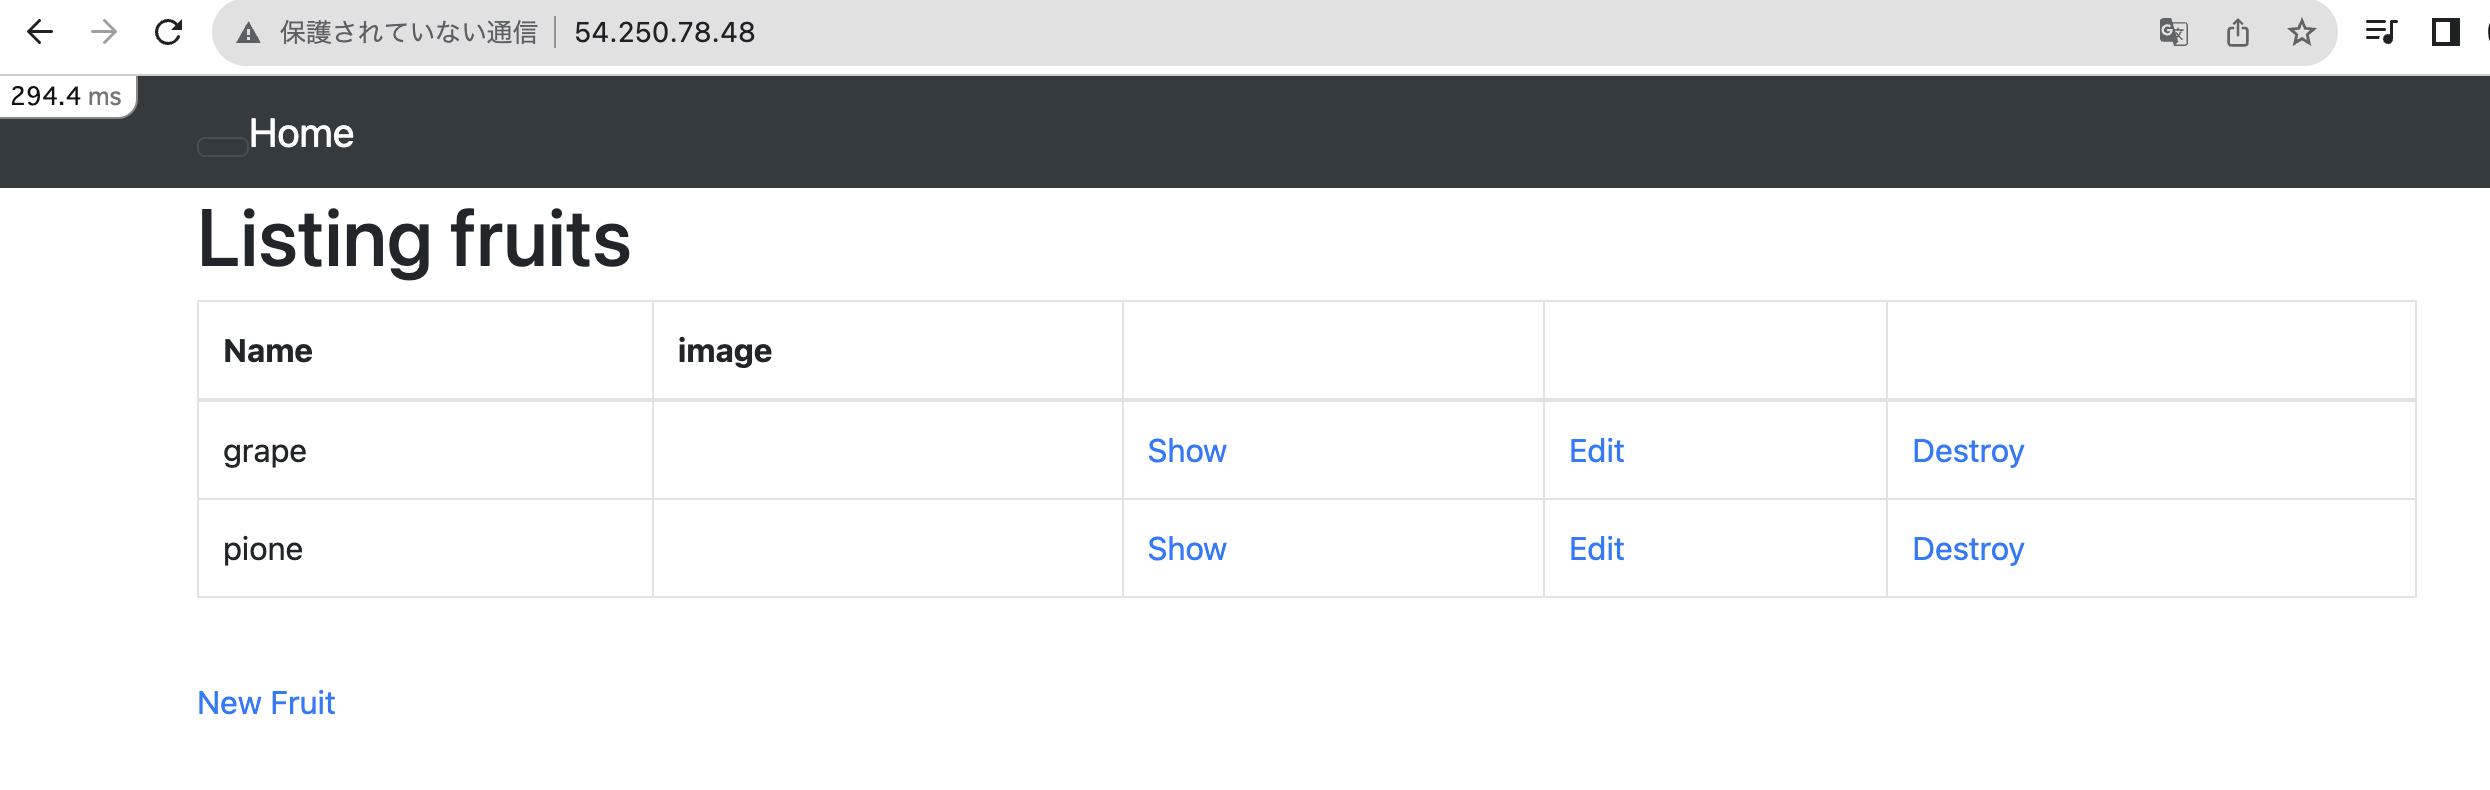 保護されていない通信 54.250.78.48
294.4 ms
Home
Listing fruits
Name image
grape Show Edit Destroy
pione Show Edit Destroy
New Fruit